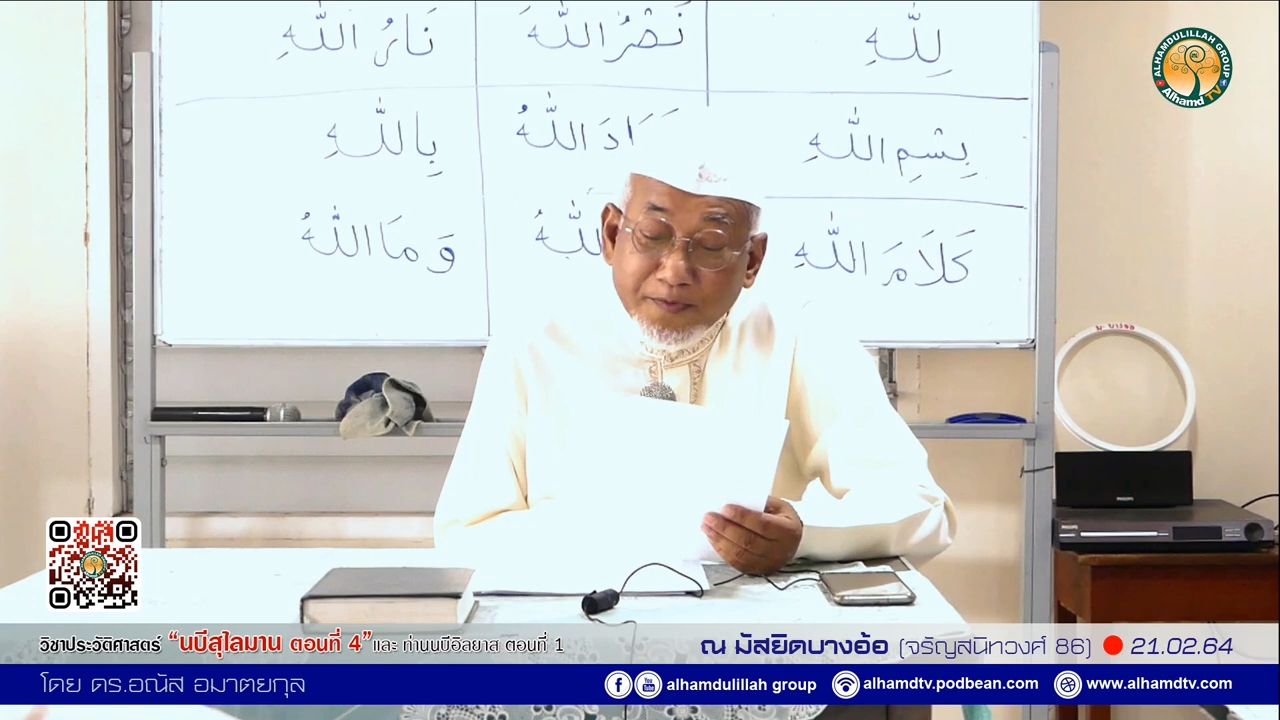 لِلّٰهِ نَصْرُ اللّٰهِ نَارُ اللّٰهِ
بِسْمِ اللّٰهِ ادَ اللّٰهُ بِاللّٰهِ
كَلَامَ اللّٰهِ وَمَا اللّٰهُ
ALHAMDULILLAH GROUP
Alhamd TV
PHILIPS
PHILIPS
วิชาประวัติศาสตร์ “นบีสุไลมาน ตอนที่ 4” และ ท่านนบีอิลยาส ตอนที่ 1
ณ มัสยิดบางอ้อ (จรัญสนิทวงศ์ 86) 21.02.64
โดย ดร.อณัส อมาตยกุล
alhamdulillah group
alhamdtv.podbean.com
www.alhamdtv.com